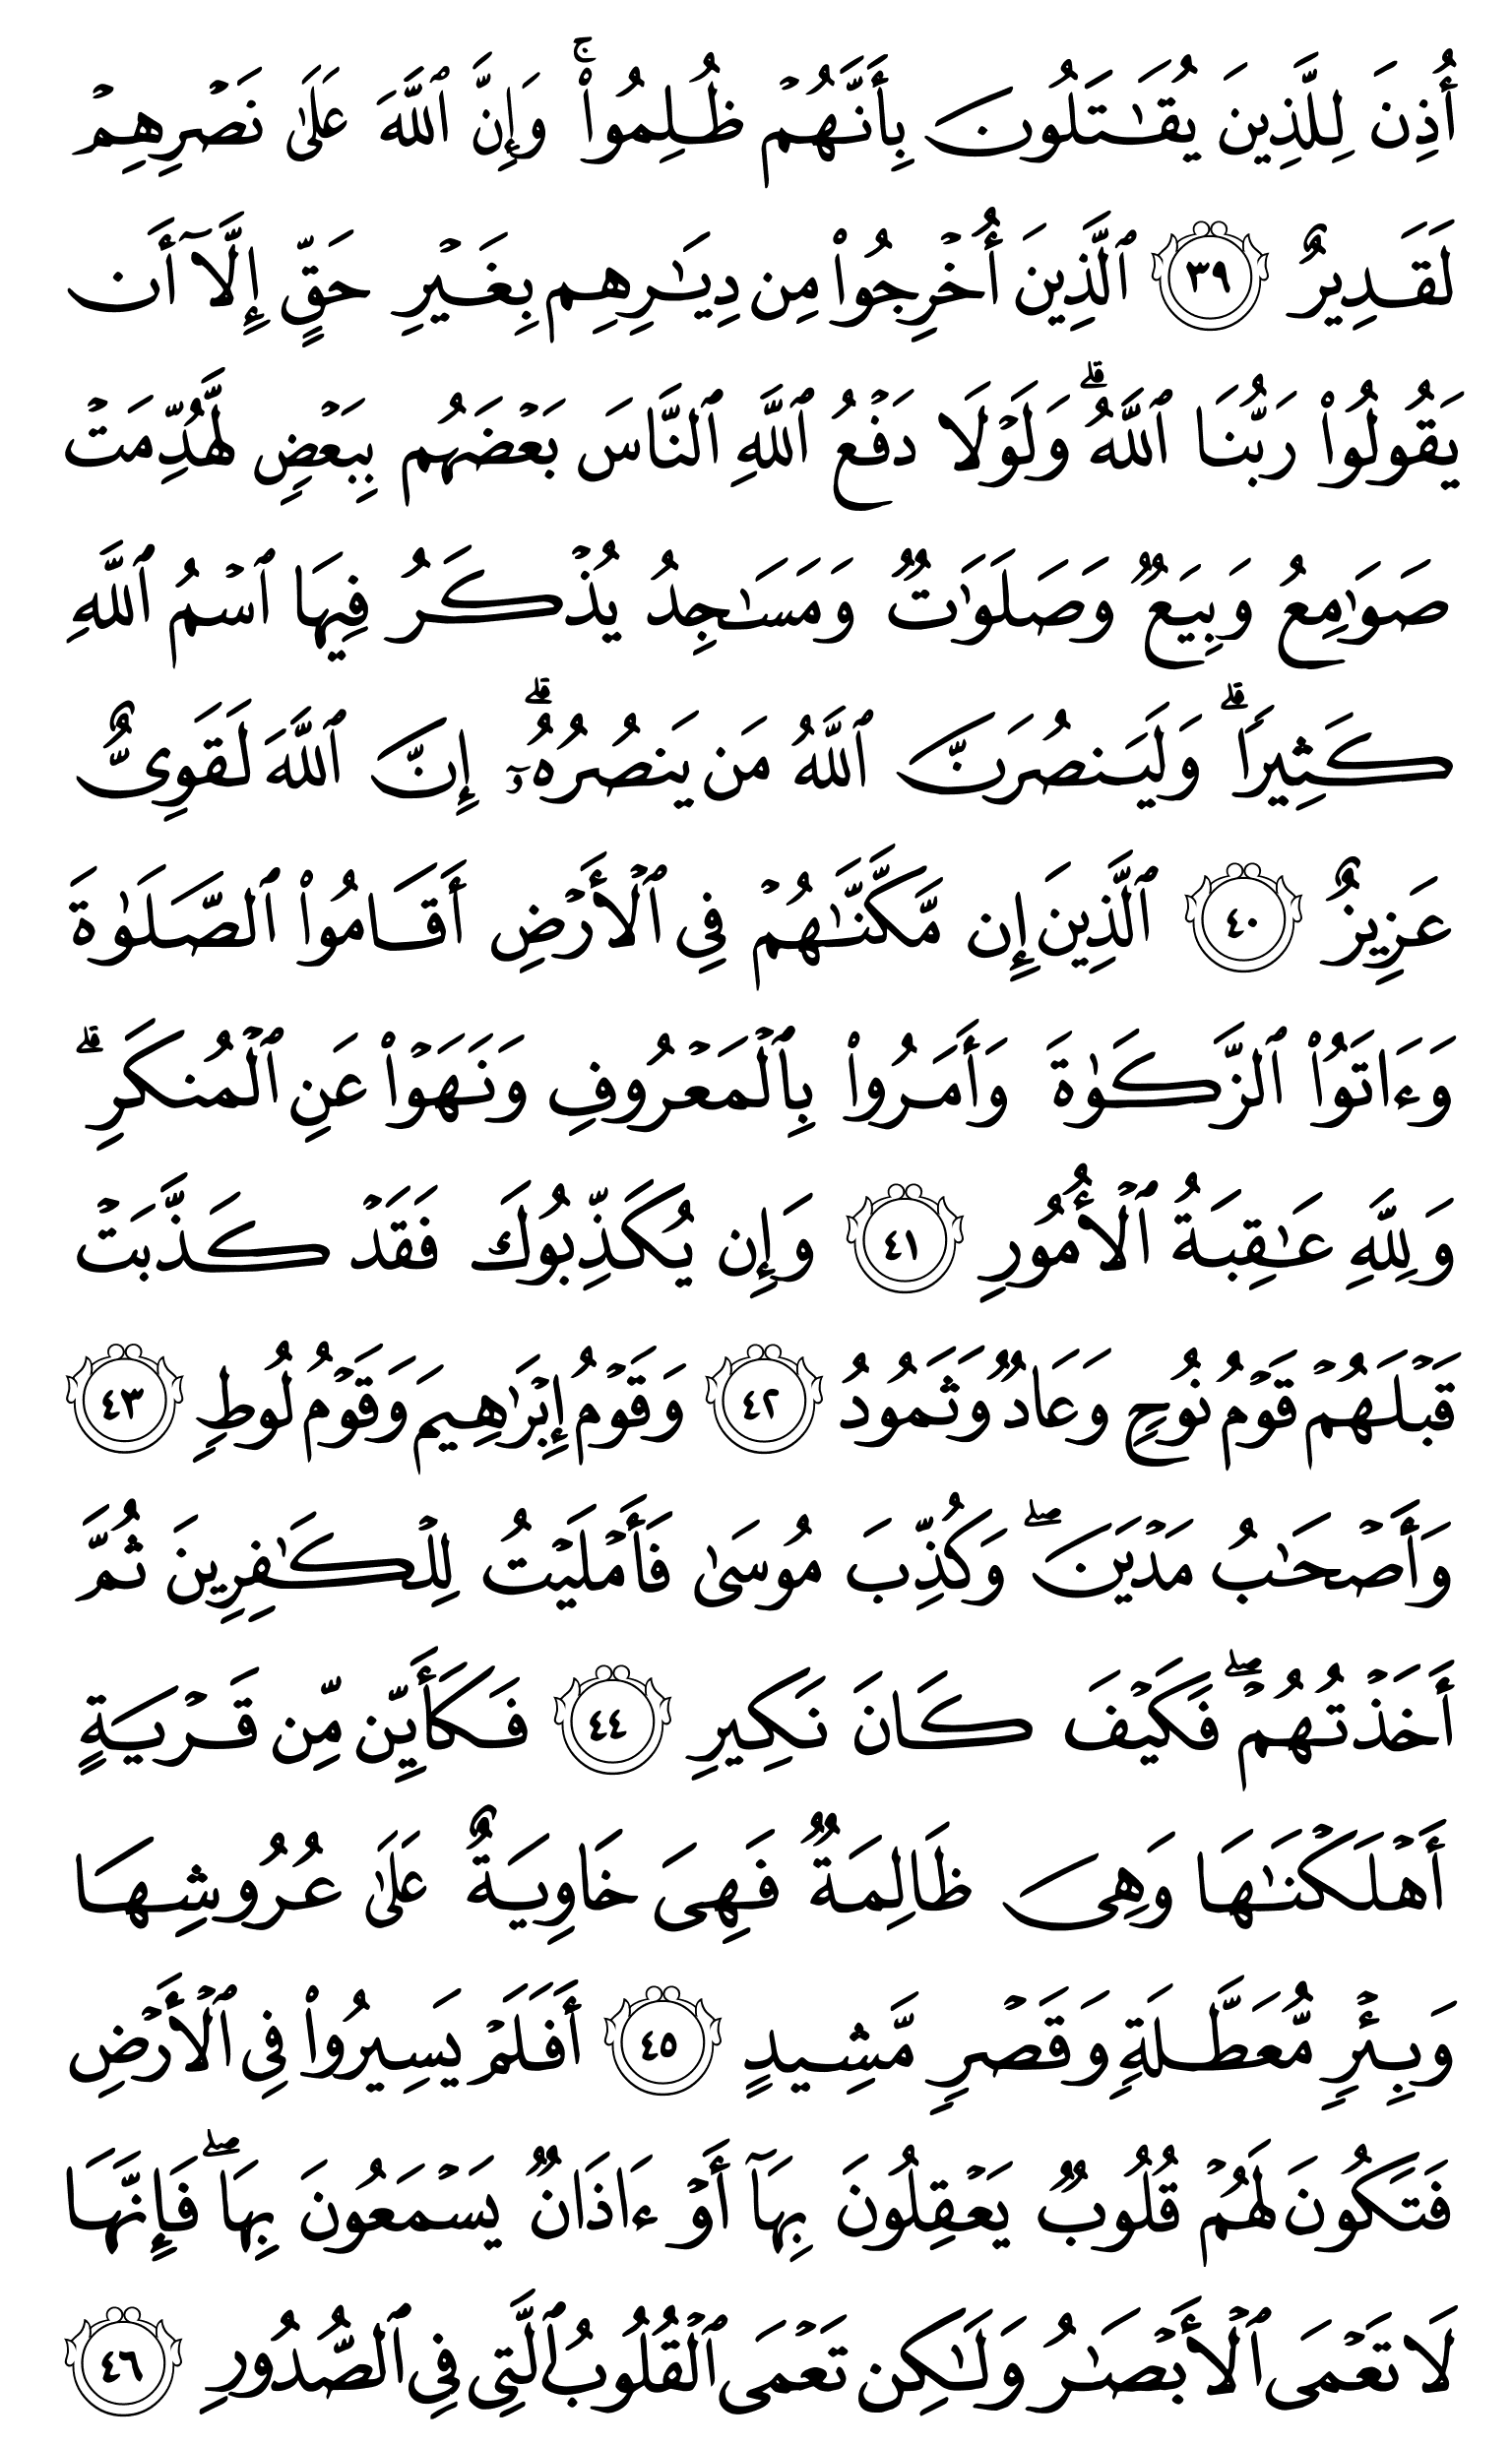 أُذِنَ لِلَّذِينَ يُقَٰتَلُونَ بِأَنَّهُمۡ ظُلِمُواْۚ وَإِنَّ ٱللَّهَ عَلَىٰ نَصۡرِهِمۡ
لَقَدِيرٌ ٣٩ ٱلَّذِينَ أُخۡرِجُواْ مِن دِيَٰرِهِم بِغَيۡرِ حَقٍّ إِلَّآ أَن
يَقُولُواْ رَبُّنَا ٱللَّهُۗ وَلَوۡلَا دَفۡعُ ٱللَّهِ ٱلنَّاسَ بَعۡضَهُم بِبَعۡضٖ لَّهُدِّمَتۡ
صَوَٰمِعُ وَبِيَعٞ وَصَلَوَٰتٞ وَمَسَٰجِدُ يُذۡكَرُ فِيهَا ٱسۡمُ ٱللَّهِ
كَثِيرٗاۗ وَلَيَنصُرَنَّ ٱللَّهُ مَن يَنصُرُهُۥٓۗ إِنَّ ٱللَّهَ لَقَوِيٌّ
عَزِيزٌ ٤٠ ٱلَّذِينَ إِن مَّكَّنَّٰهُمۡ فِي ٱلۡأَرۡضِ أَقَامُواْ ٱلصَّلَوٰةَ
وَءَاتَوُاْ ٱلزَّكَوٰةَ وَأَمَرُواْ بِٱلۡمَعۡرُوفِ وَنَهَوۡاْ عَنِ ٱلۡمُنكَرِۗ
وَلِلَّهِ عَٰقِبَةُ ٱلۡأُمُورِ ٤١ وَإِن يُكَذِّبُوكَ فَقَدۡ كَذَّبَتۡ
قَبۡلَهُمۡ قَوۡمُ نُوحٖ وَعَادٞ وَثَمُودُ ٤٢ وَقَوۡمُ إِبۡرَٰهِيمَ وَقَوۡمُ لُوطٖ ٤٣
وَأَصۡحَٰبُ مَدۡيَنَۖ وَكُذِّبَ مُوسَىٰ فَأَمۡلَيۡتُ لِلۡكَٰفِرِينَ ثُمَّ
أَخَذۡتُهُمۡۖ فَكَيۡفَ كَانَ نَكِيرِ ٤٤ فَكَأَيِّن مِّن قَرۡيَةٍ
أَهۡلَكۡنَٰهَا وَهِيَ ظَالِمَةٞ فَهِيَ خَاوِيَةٌ عَلَىٰ عُرُوشِهَا
وَبِئۡرٖ مُّعَطَّلَةٖ وَقَصۡرٖ مَّشِيدٍ ٤٥ أَفَلَمۡ يَسِيرُواْ فِي ٱلۡأَرۡضِ
فَتَكُونَ لَهُمۡ قُلُوبٞ يَعۡقِلُونَ بِهَآ أَوۡ ءَاذَانٞ يَسۡمَعُونَ بِهَاۖ فَإِنَّهَا
لَا تَعۡمَى ٱلۡأَبۡصَٰرُ وَلَٰكِن تَعۡمَى ٱلۡقُلُوبُ ٱلَّتِي فِي ٱلصُّدُورِ ٤٦